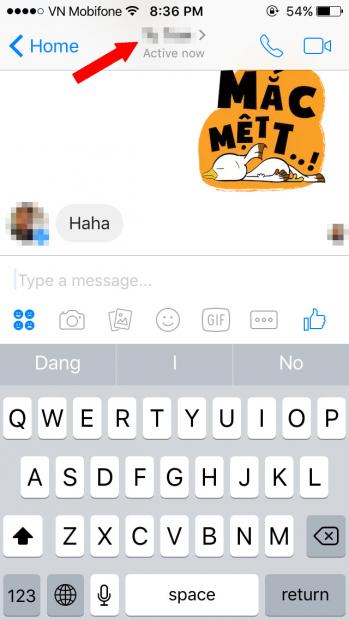 VN Mobifone 8:36 PM 54%
Home
Active now
MẮC
MỆTT..!
Haha
Type a message...
GIF
Dang I No
Q W E R T Y U I O P
A S D F G H J K L
Z X C V B N M
123 space return